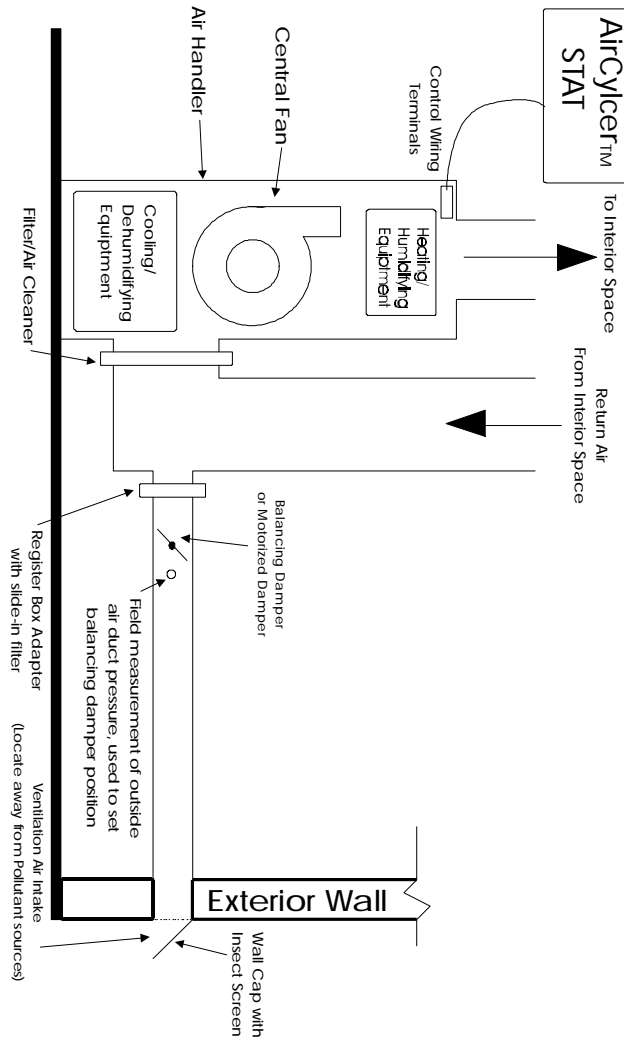 AirCylcer™
STAT
To Interior Space
Return Air
From Interior Space
Control Wiring
Terminals
Central Fan
Air Handler
Heating/
Humidifying
Equiptment
Cooling/
Dehumidifying
Equiptment
Filter/Air Cleaner
Balancing Damper
or Motorized Damper
Field measurement of outside
air duct pressure, used to set
balancing damper position
Register Box Adapter
with slide-in filter
Exterior Wall
Wall Cap with
Insect Screen
Ventilation Air Intake
(Locate away from Pollutant sources)